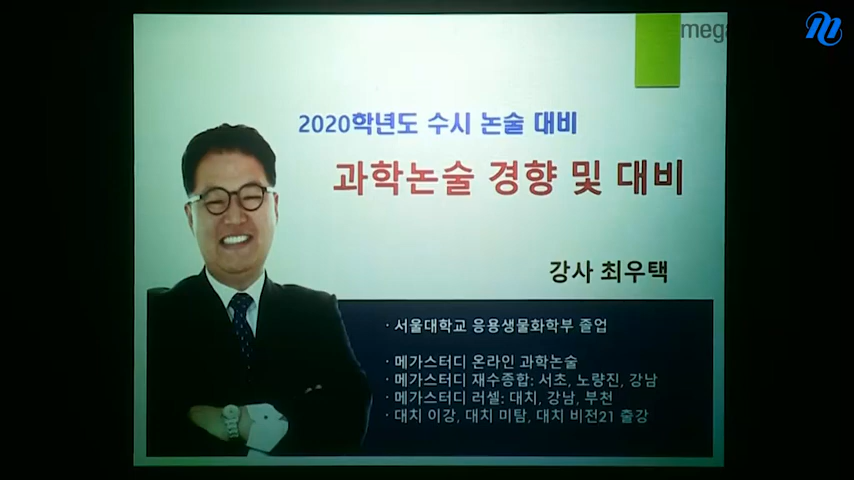 mega
2020학년도 수시 논술 대비
과학논술 경향 및 대비
강사 최우택
· 서울대학교 응용생물화학부 졸업
· 메가스터디 온라인 과학논술
· 메가스터디 재수종합: 서초, 노량진, 강남
· 메가스터디 러셀: 대치, 강남, 부천
· 대치 이강, 대치 미탐, 대치 비전21 출강